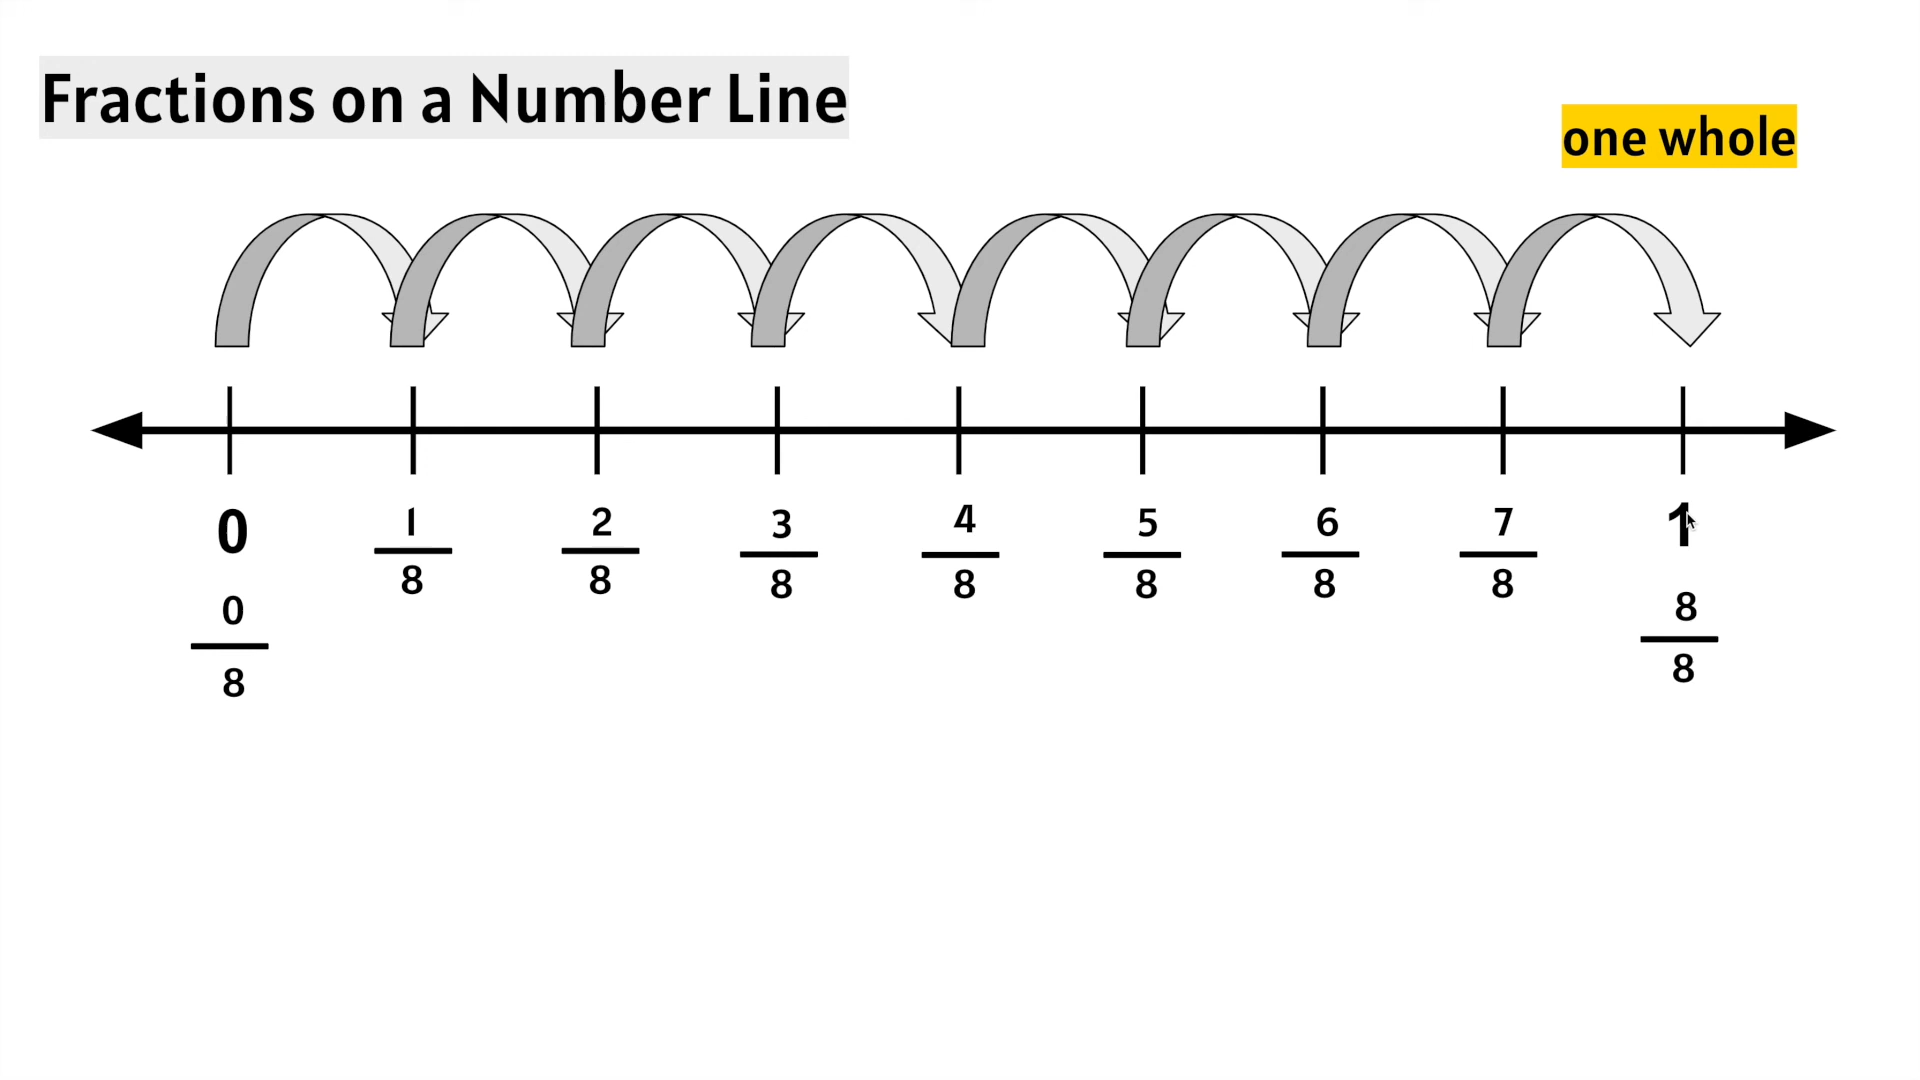 Fractions on a Number Line
one whole
0 1 2 3 4 5 6 7 1
8 8 8 8 8 8 8
0 8
8 8